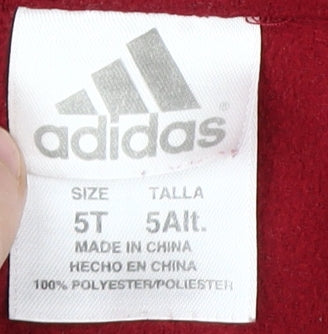 adidas®
SIZE TALLA
5T 5Alt.
MADE IN CHINA
HECHO EN CHINA
100% POLYESTER/POLIESTER